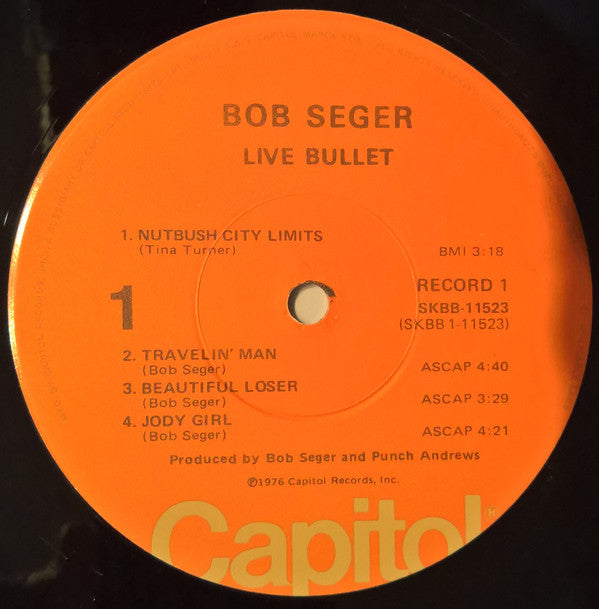 BOB SEGER
LIVE BULLET
1. NUTBUSH CITY LIMITS
(Tina Turner)
BMI 3:18
1
RECORD 1
SKBB-11523
(SKBB 1-11523)
2. TRAVELIN' MAN
(Bob Seger)
ASCAP 4:40
3. BEAUTIFUL LOSER
(Bob Seger)
ASCAP 3:29
4. JODY GIRL
(Bob Seger)
ASCAP 4:21
Produced by Bob Seger and Punch Andrews
℗1976 Capitol Records, Inc.
Capitol